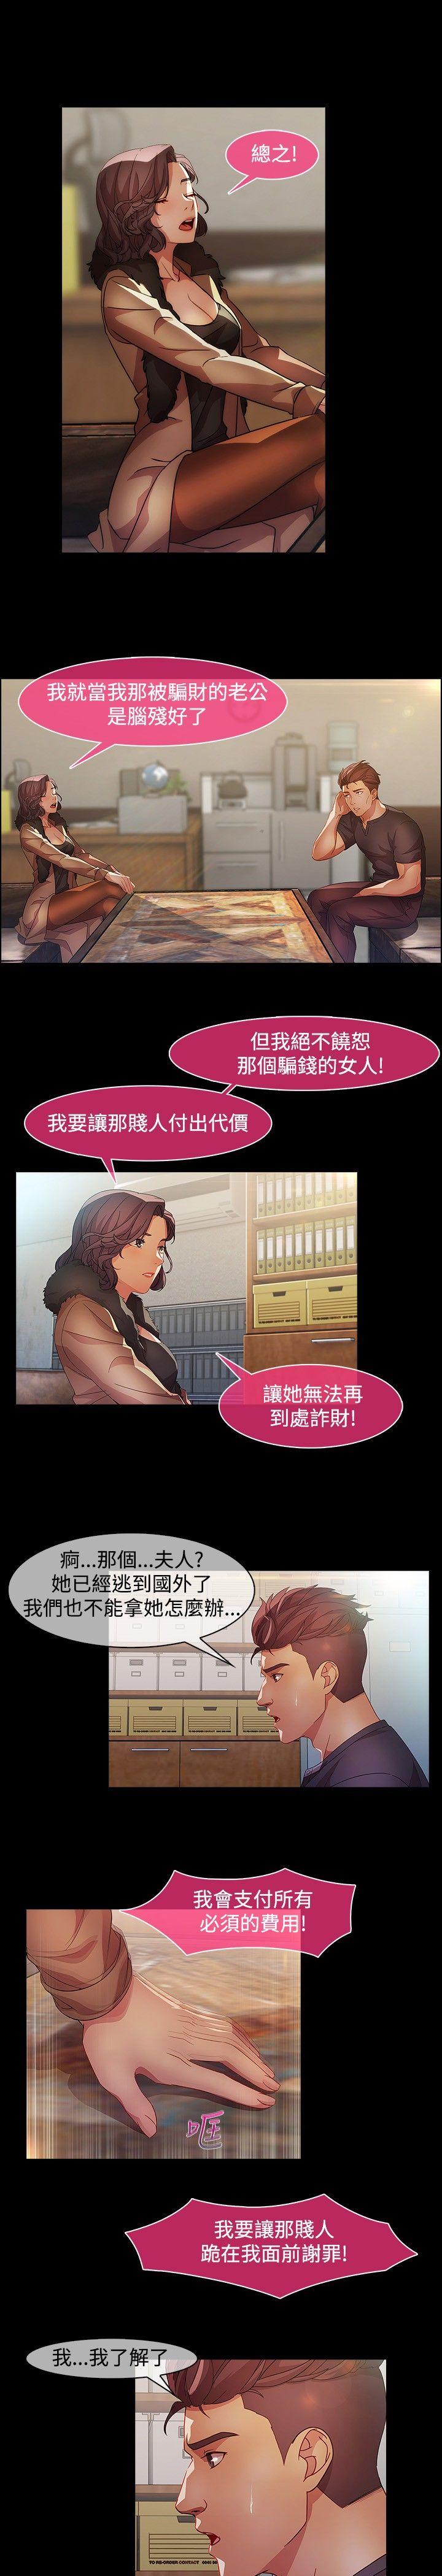 總之!
我就當我那被騙財的老公
是腦殘好了
但我絕不饒恕
那個騙錢的女人!
我要讓那賤人付出代價
讓她無法再
到處詐財!
痾...那個...夫人?
她已經逃到國外了
我們也不能拿她怎麼辦...
我會支付所有
必須的費用!
哐
我要讓那賤人
跪在我面前謝罪!
我...我了解了
TO RE-ORDER CONTACT